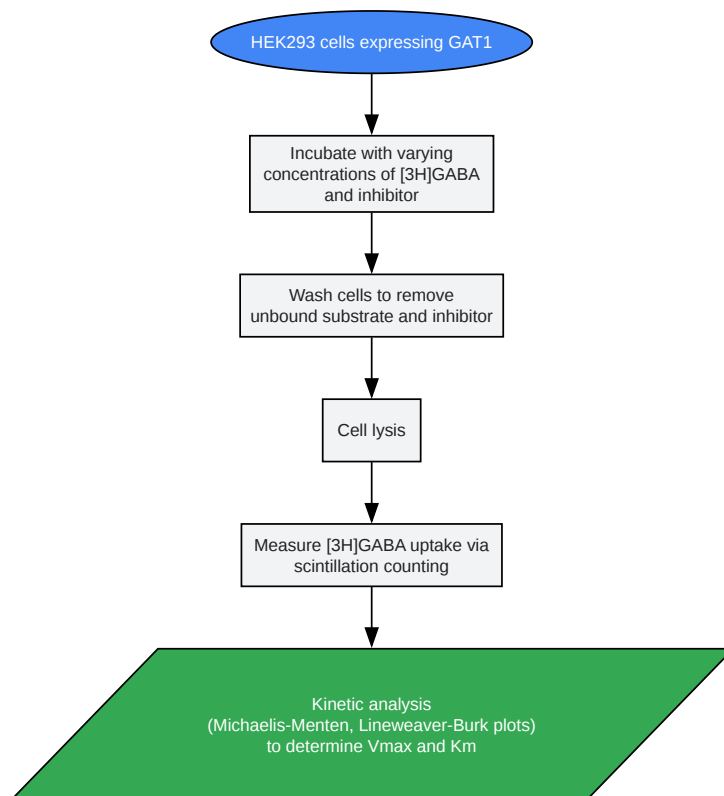 HEK293 cells expressing GAT1
Incubate with varying
concentrations of [3H]GABA
and inhibitor
Wash cells to remove
unbound substrate and inhibitor
Cell lysis
Measure [3H]GABA uptake via
scintillation counting
Kinetic analysis
(Michaelis-Menten, Lineweaver-Burk plots)
to determine Vmax and Km